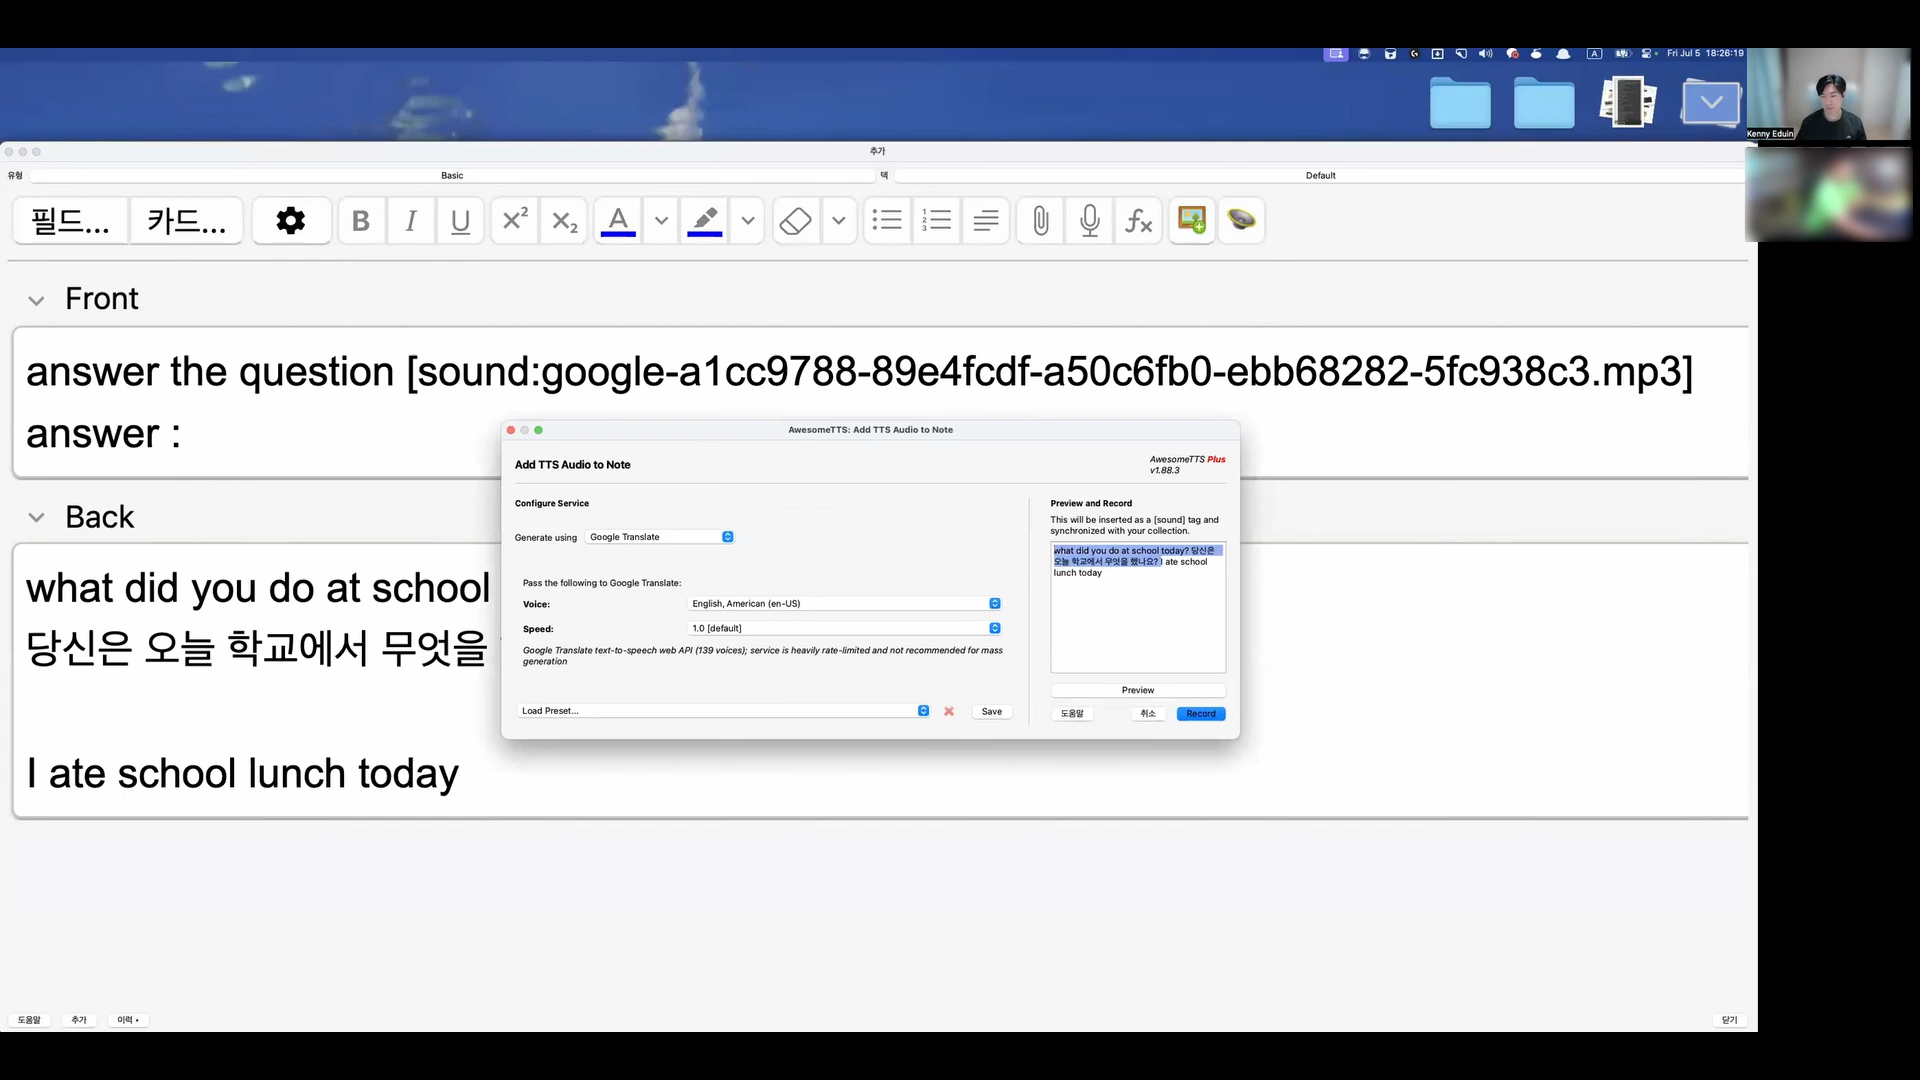 Fri Jul 5 18:26:19
Kenny Eduin
추가
유형
Basic
덱
Default
필드...
카드...
Front
answer the question [sound:google-a1cc9788-89e4fcdf-a50c6fb0-ebb68282-5fc938c3.mp3]
answer :
Back
what did you do at school
당신은 오늘 학교에서 무엇을
I ate school lunch today
AwesomeTTS: Add TTS Audio to Note
Add TTS Audio to Note
AwesomeTTS Plus
v1.88.3
Configure Service
Generate using
Google Translate
Pass the following to Google Translate:
Voice:
English, American (en-US)
Speed:
1.0 [default]
Google Translate text-to-speech web API (139 voices); service is heavily rate-limited and not recommended for mass
generation
Load Preset...
Save
Preview and Record
This will be inserted as a [sound] tag and
synchronized with your collection.
what did you do at school today? 당신은
오늘 학교에서 무엇을 했나요? I ate school
lunch today
Preview
도움말
취소
Record
도움말
추가
이력
닫기